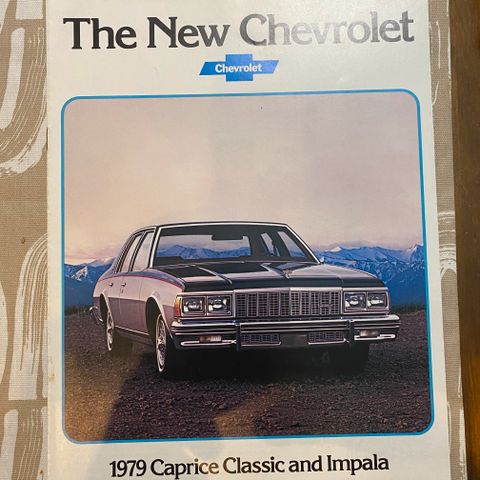 The New Chevrolet
Chevrolet
1979 Caprice Classic and Impala